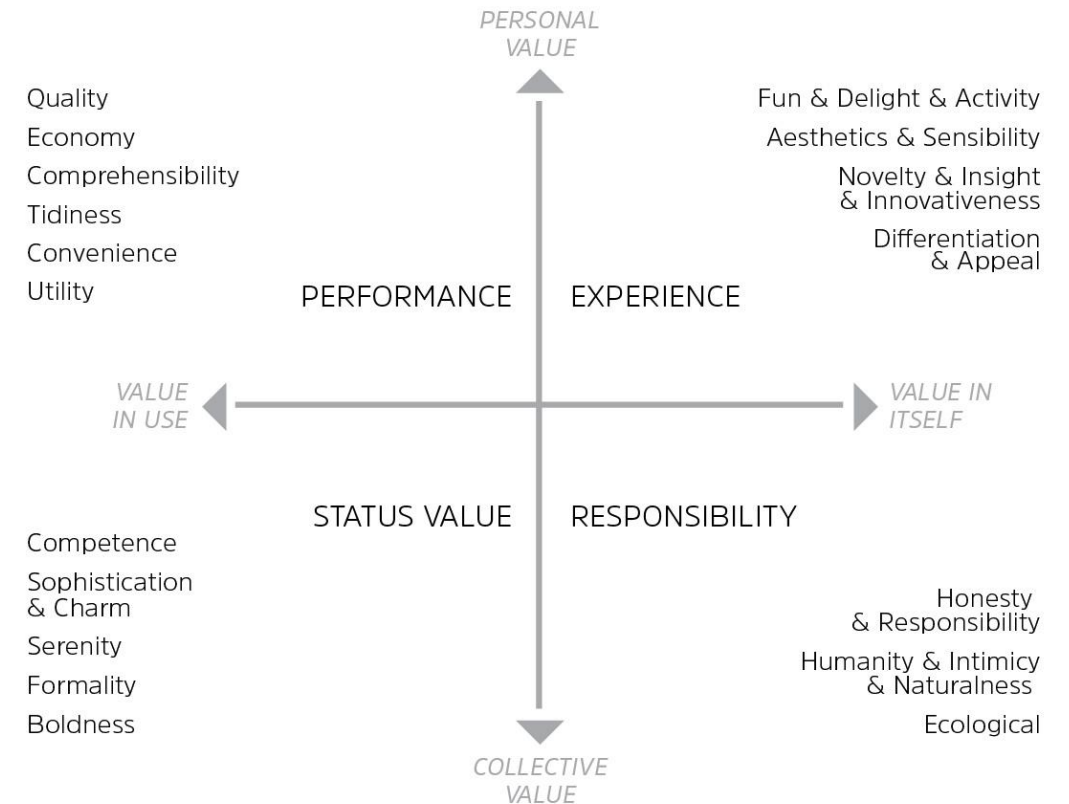 PERSONAL
VALUE
Quality
Economy
Comprehensibility
Tidiness
Convenience
Utility
Fun & Delight & Activity
Aesthetics & Sensibility
Novelty & Insight
& Innovativeness
Differentiation
& Appeal
PERFORMANCE
EXPERIENCE
VALUE
IN USE
VALUE IN
ITSELF
STATUS VALUE
RESPONSIBILITY
Competence
Sophistication
& Charm
Serenity
Formality
Boldness
Honesty
& Responsibility
Humanity & Intimicy
& Naturalness
Ecological
COLLECTIVE
VALUE